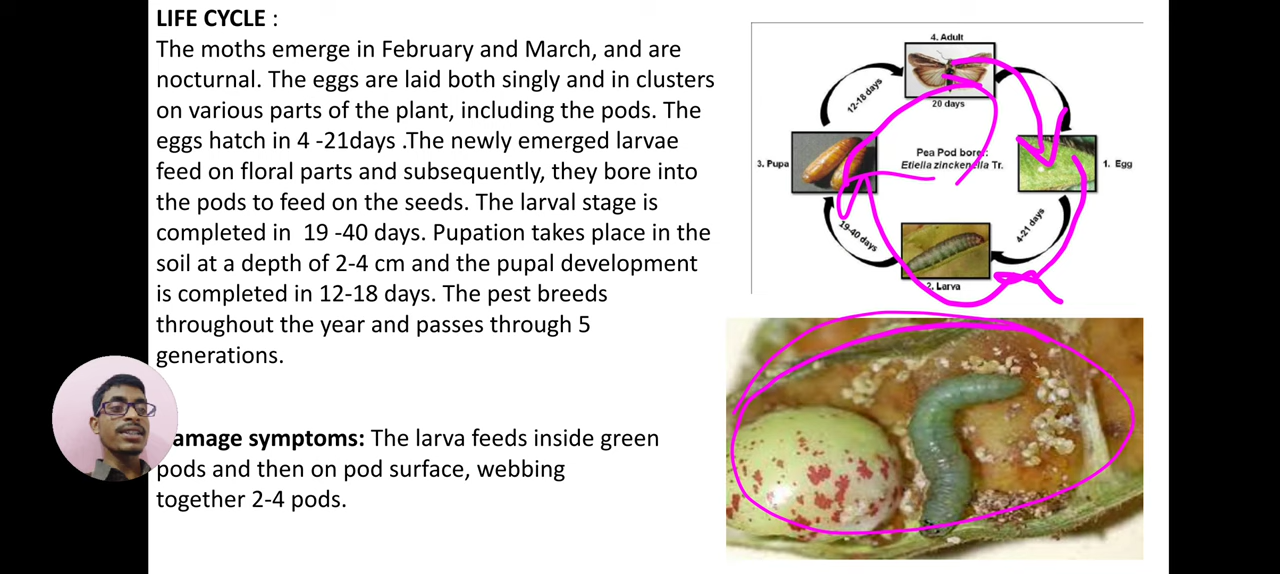 LIFE CYCLE :
The moths emerge in February and March, and are
nocturnal. The eggs are laid both singly and in clusters
on various parts of the plant, including the pods. The
eggs hatch in 4 -21days .The newly emerged larvae
feed on floral parts and subsequently, they bore into
the pods to feed on the seeds. The larval stage is
completed in 19 -40 days. Pupation takes place in the
soil at a depth of 2-4 cm and the pupal development
is completed in 12-18 days. The pest breeds
throughout the year and passes through 5
generations.
amage symptoms: The larva feeds inside green
pods and then on pod surface, webbing
together 2-4 pods.
4. Adult
12-18 days
20 days
3. Pupa
Pea Pod borer:
Etiella zinckenella Tr.
1. Egg
19-40 days
4-21 days
2. Larva